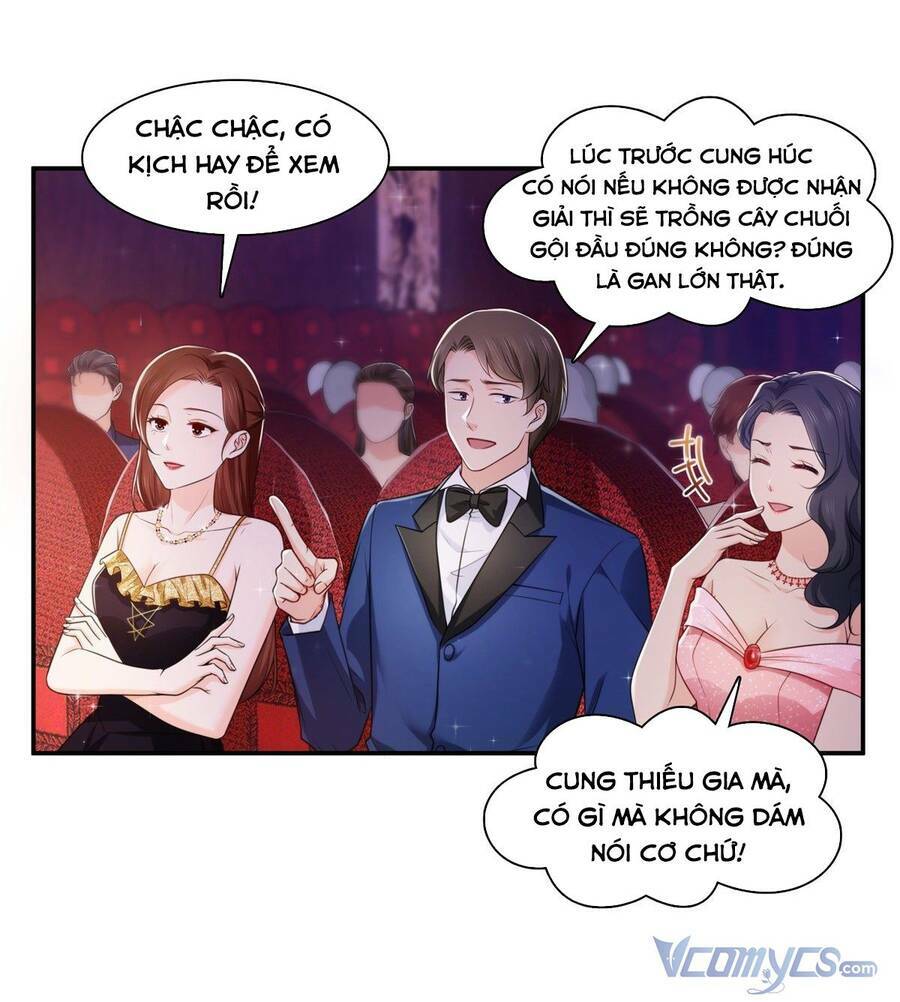 CHẬC CHẬC, CÓ
KỊCH HAY ĐỂ XEM
RỒI!
LÚC TRƯỚC CUNG HÚC
CÓ NÓI NẾU KHÔNG ĐƯỢC NHẬN
GIẢI THÌ SẼ TRỒNG CÂY CHUỐI
GỘI ĐẦU ĐÚNG KHÔNG? ĐÚNG
LÀ GAN LỚN THẬT.
CUNG THIẾU GIA MÀ,
CÓ GÌ MÀ KHÔNG DÁM
NÓI CƠ CHỨ!
VCOMYCS.com